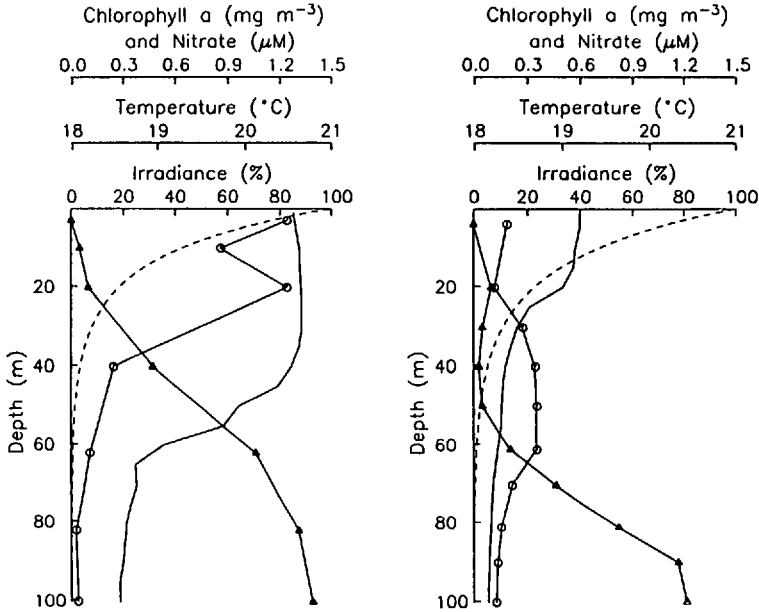 Chlorophyll a (mg m⁻³)
and Nitrate (μM)
0.0 0.3 0.6 0.9 1.2 1.5
Temperature (°C)
18 19 20 21
Irradiance (%)
0 20 40 60 80 100
20
40
60
80
100
Depth (m)
Chlorophyll a (mg m⁻³)
and Nitrate (μM)
0.0 0.3 0.6 0.9 1.2 1.5
Temperature (°C)
18 19 20 21
Irradiance (%)
0 20 40 60 80 100
20
40
60
80
100
Depth (m)